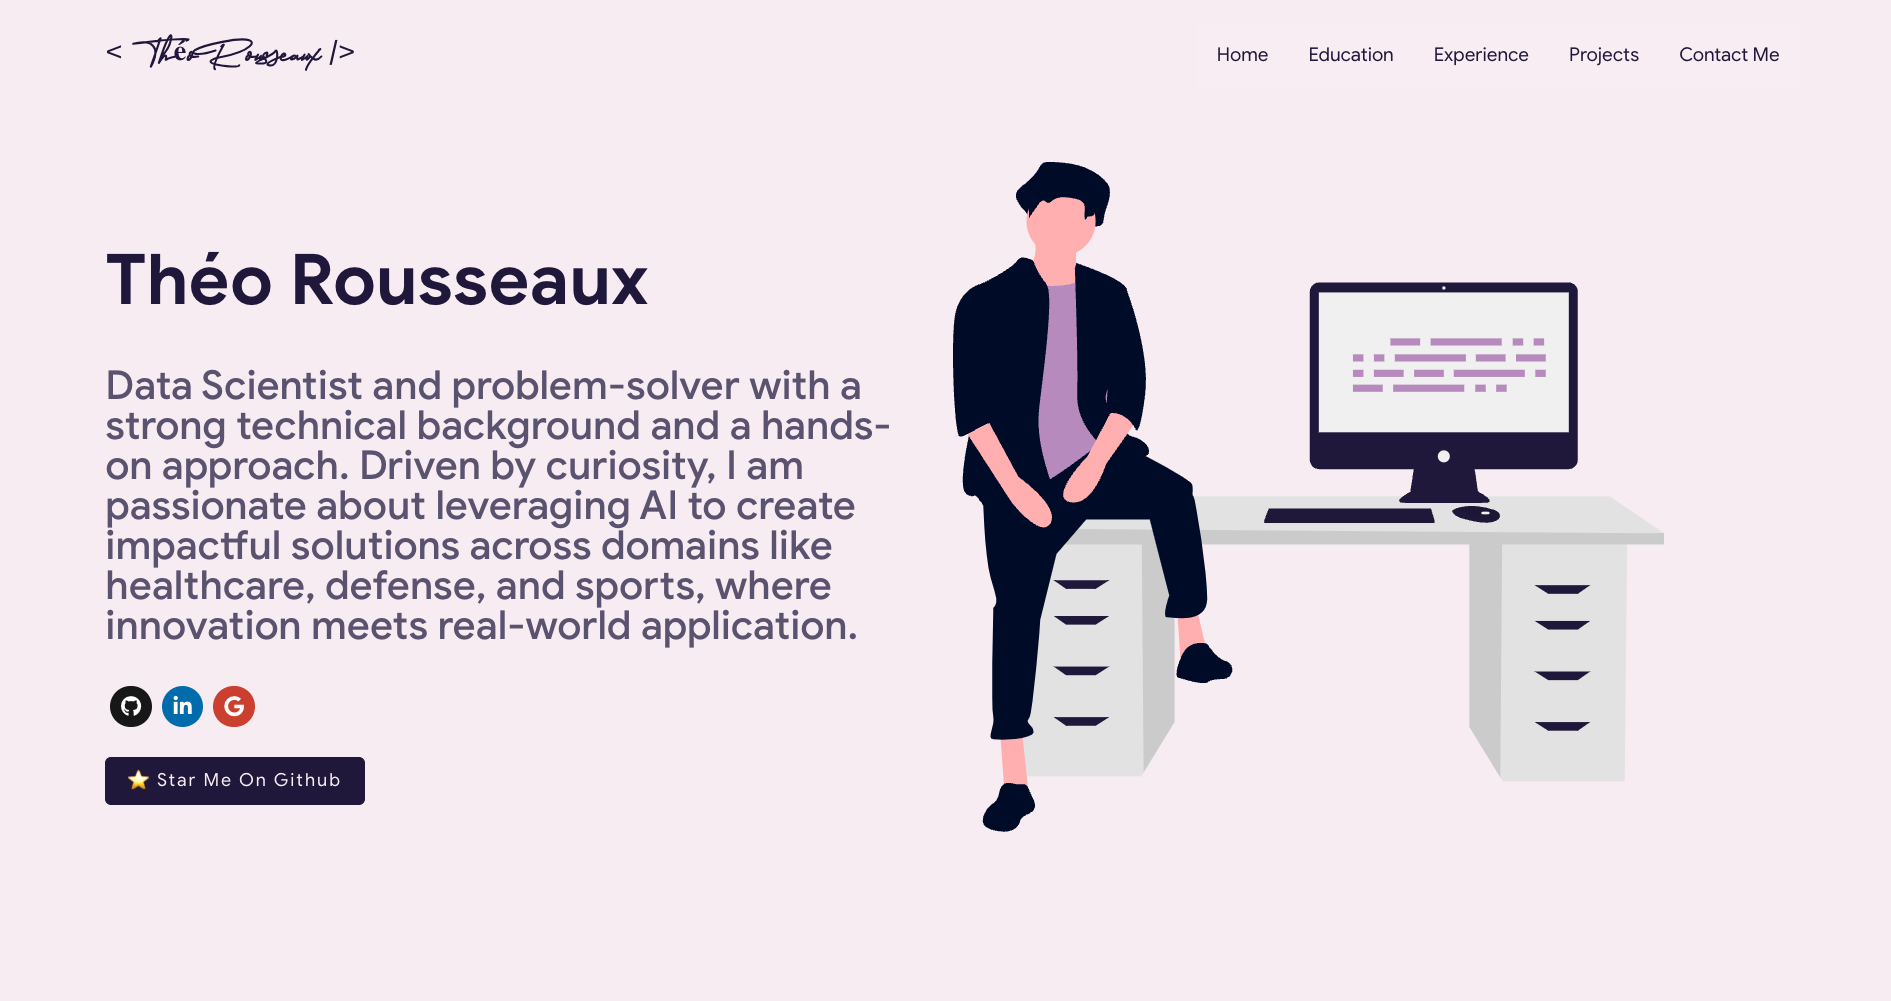 < Théo Rousseaux />
Home Education Experience Projects Contact Me
Théo Rousseaux
Data Scientist and problem-solver with a
strong technical background and a hands-
on approach. Driven by curiosity, I am
passionate about leveraging AI to create
impactful solutions across domains like
healthcare, defense, and sports, where
innovation meets real-world application.
in G
⭐ Star Me On Github